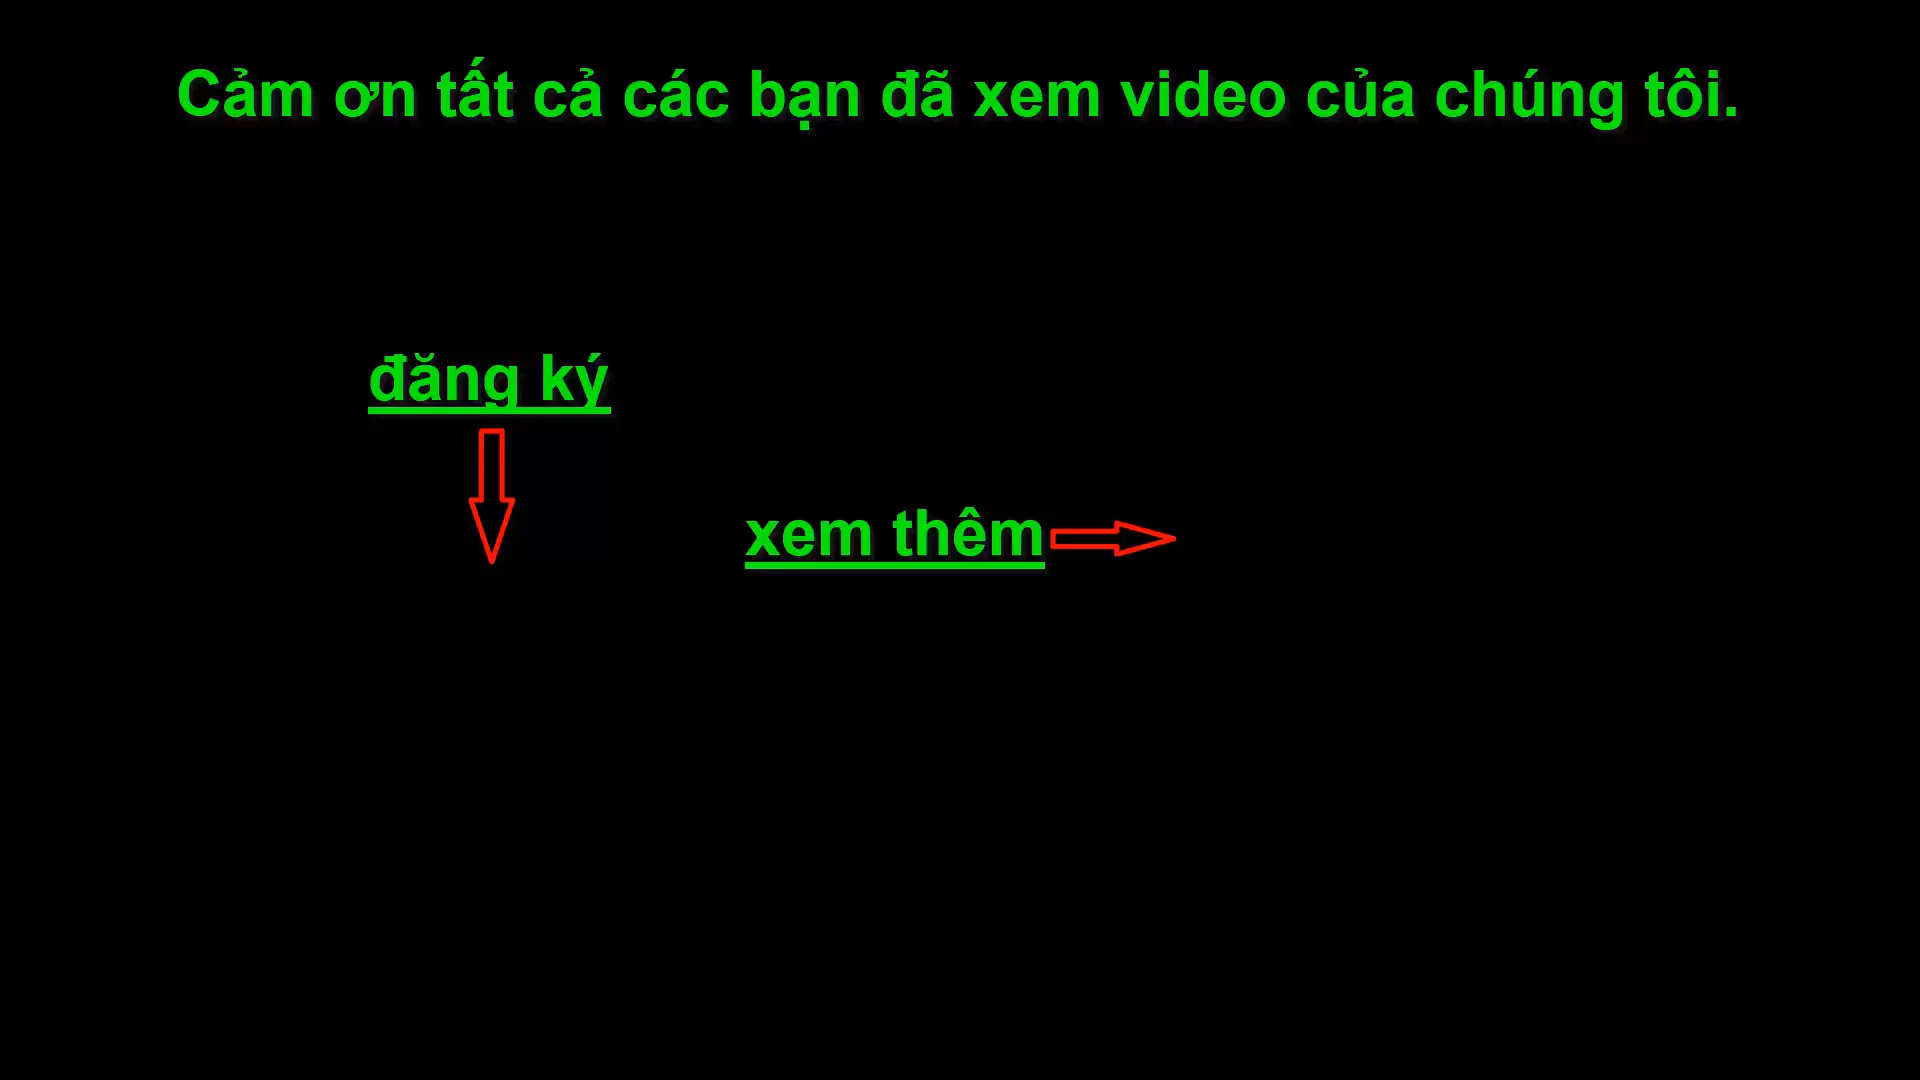 Cảm ơn tất cả các bạn đã xem video của chúng tôi.
đăng ký
xem thêm